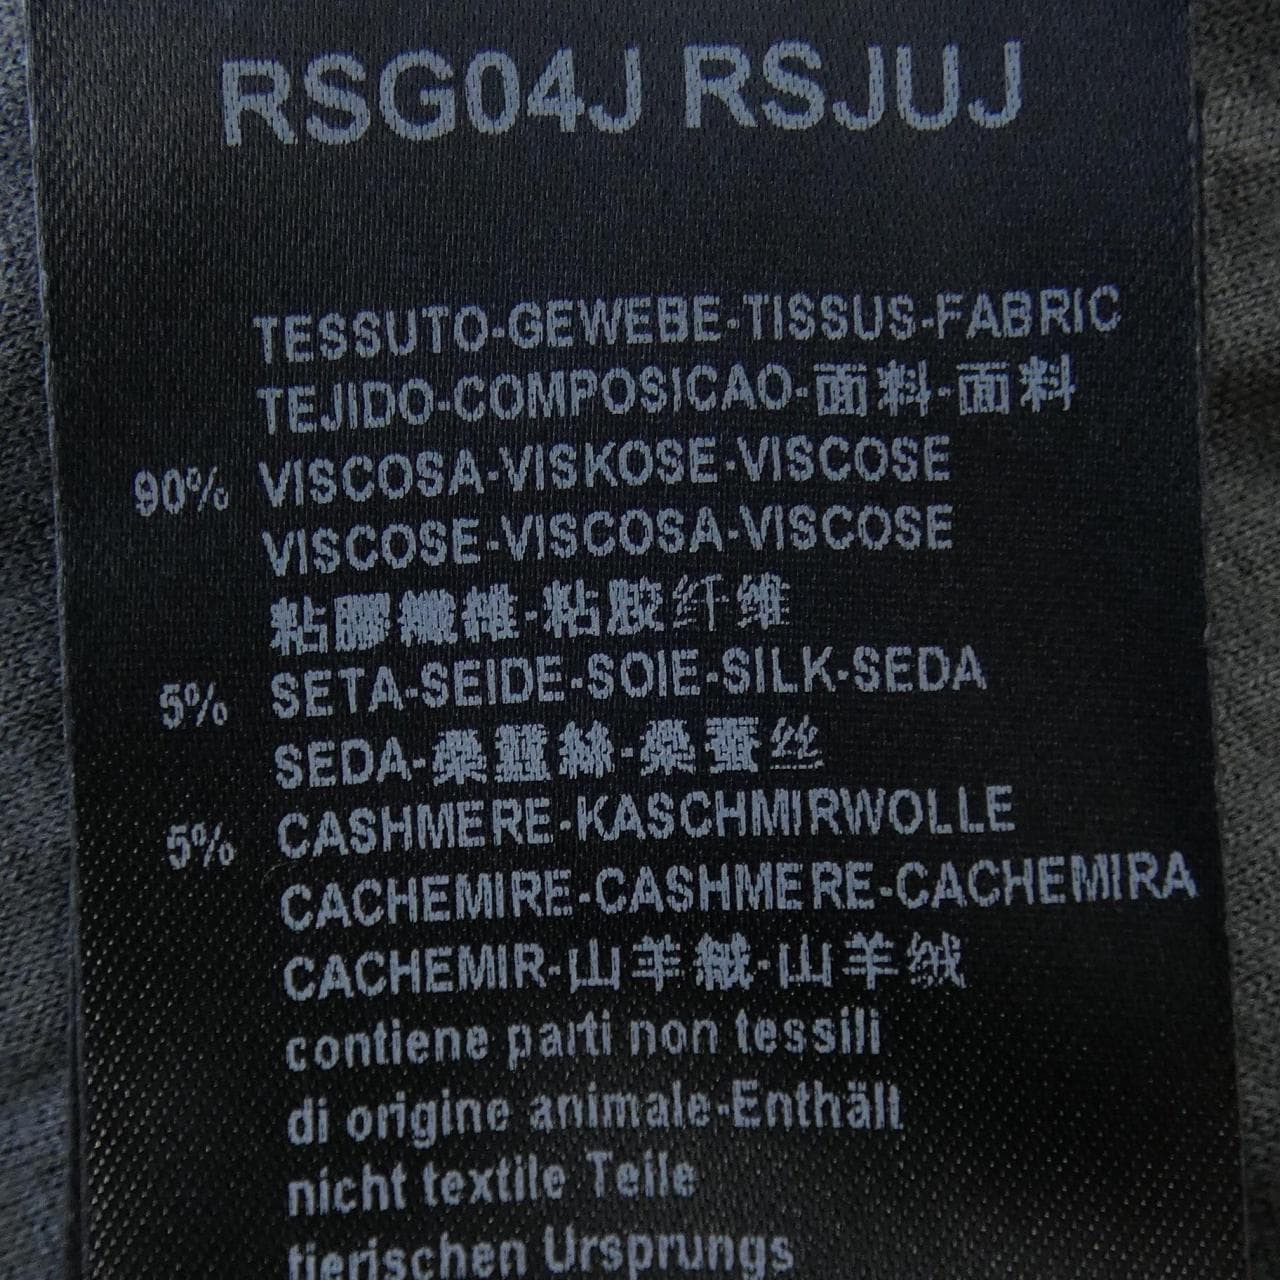 RSG04J RSJUJ
TESSUTO-GEWEBE-TISSUS-FABRIC
TEJIDO-COMPOSICAO-面料-面料
90% VISCOSA-VISKOSE-VISCOSE
VISCOSE-VISCOSA-VISCOSE
粘膠纖維-粘胶纤维
5% SETA-SEIDE-SOIE-SILK-SEDA
SEDA-桑蠶絲-桑蚕丝
5% CASHMERE-KASCHMIRWOLLE
CACHEMIRE-CASHMERE-CACHEMIRA
CACHEMIR-山羊絨-山羊绒
contiene parti non tessili
di origine animale-Enthält
nicht textile Teile
tierischen Ursprungs